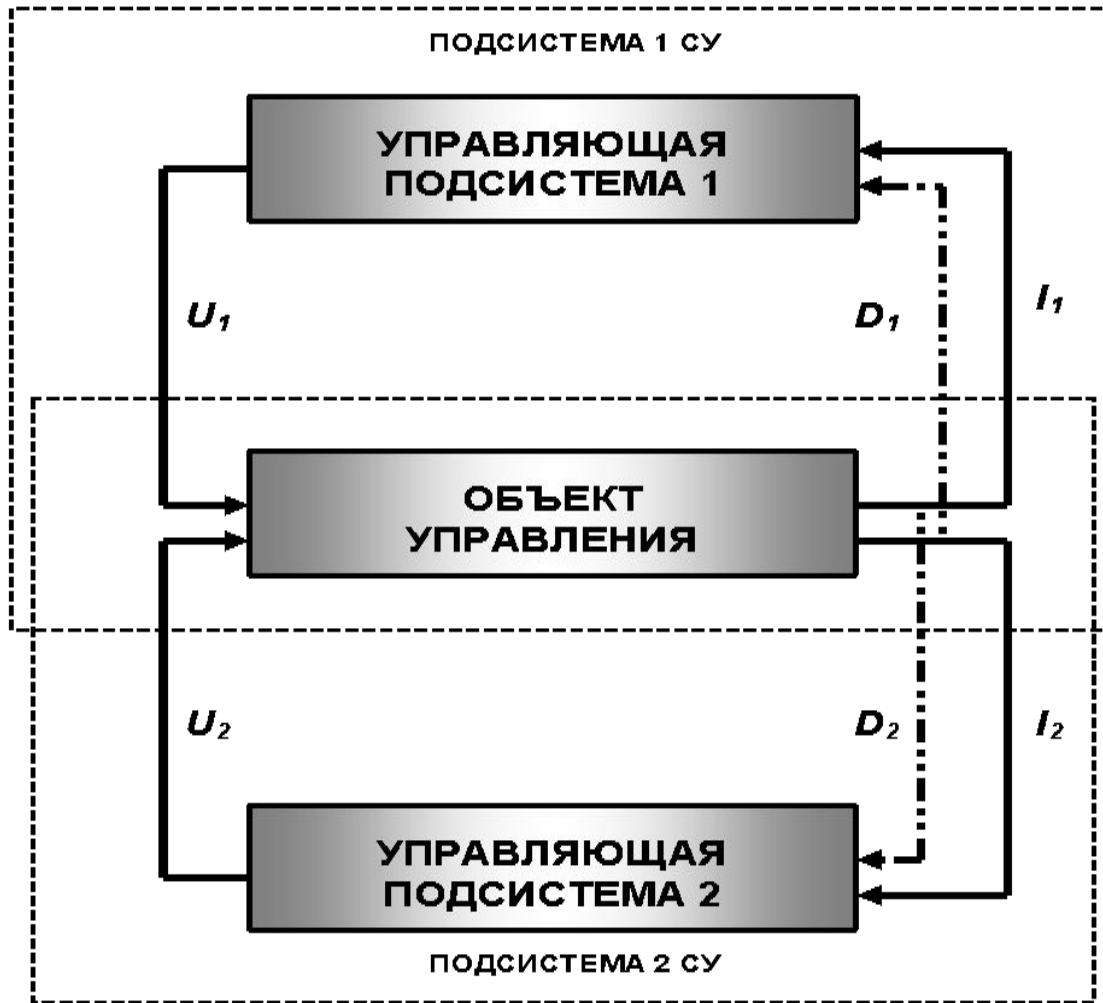 ПОДСИСТЕМА 1 СУ
УПРАВЛЯЮЩАЯ
ПОДСИСТЕМА 1
U1
D1
I1
ОБЪЕКТ
УПРАВЛЕНИЯ
U2
D2
I2
УПРАВЛЯЮЩАЯ
ПОДСИСТЕМА 2
ПОДСИСТЕМА 2 СУ